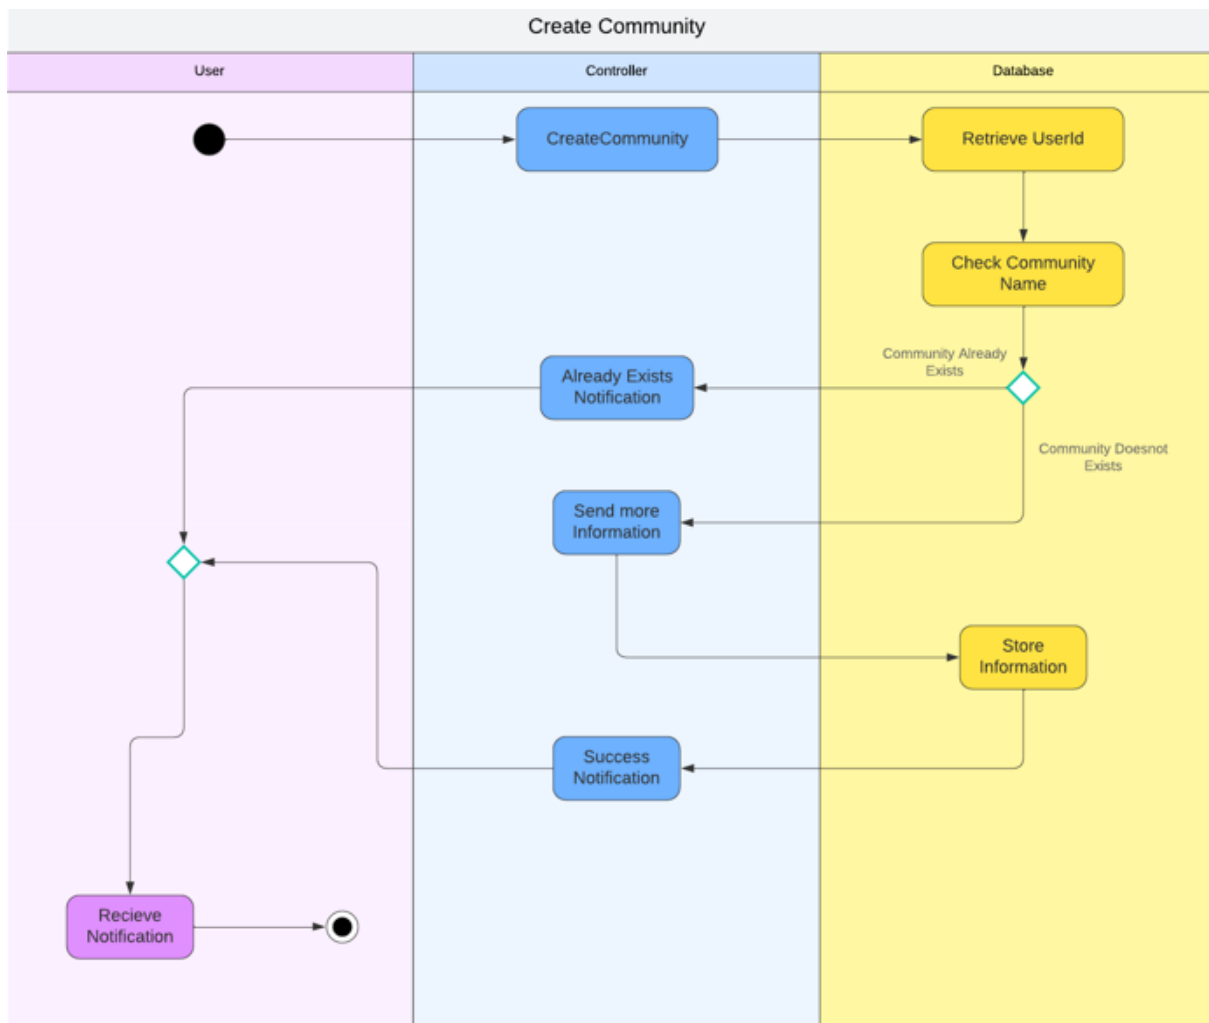 Create Community
User
Controller
Database
CreateCommunity
Retrieve UserId
Check Community
Name
Community Already
Exists
Already Exists
Notification
Community Doesnot
Exists
Send more
Information
Store
Information
Success
Notification
Recieve
Notification